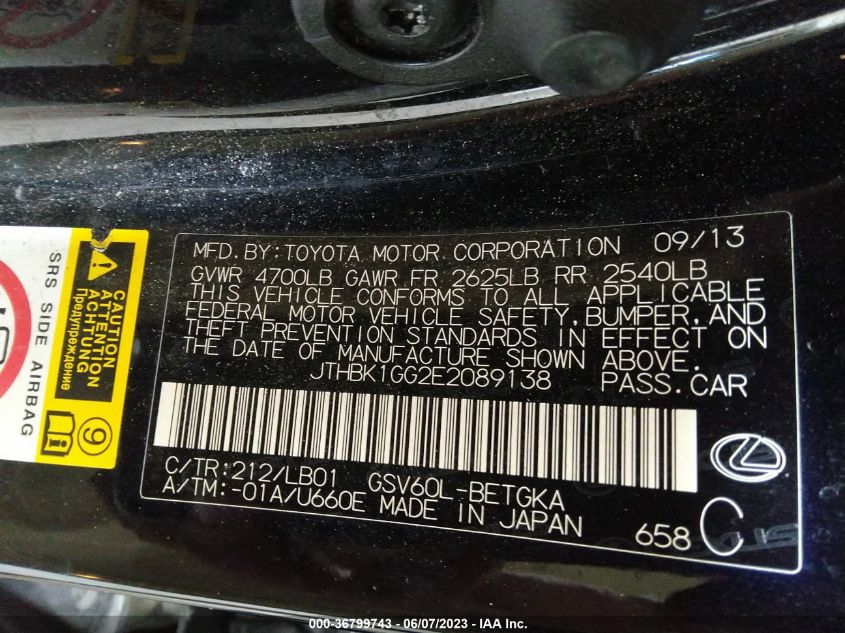 MFD. BY: TOYOTA MOTOR CORPORATION 09/13
GVWR 4700LB GAWR FR 2625LB RR 2540LB
THIS VEHICLE CONFORMS TO ALL APPLICABLE
FEDERAL MOTOR VEHICLE SAFETY, BUMPER, AND
THEFT PREVENTION STANDARDS IN EFFECT ON
THE DATE OF MANUFACTURE SHOWN ABOVE.
JTHBK1GG2E2089138 PASS.CAR
C/TR:212/LB01 GSV60L-BETGKA
A/TM:-01A/U660E MADE IN JAPAN 658 C
SRS SIDE AIRBAG
CAUTION
ATTENTION
ACHTUNG
Предупреждение
9
000-36799743 - 06/07/2023 - IAA Inc.